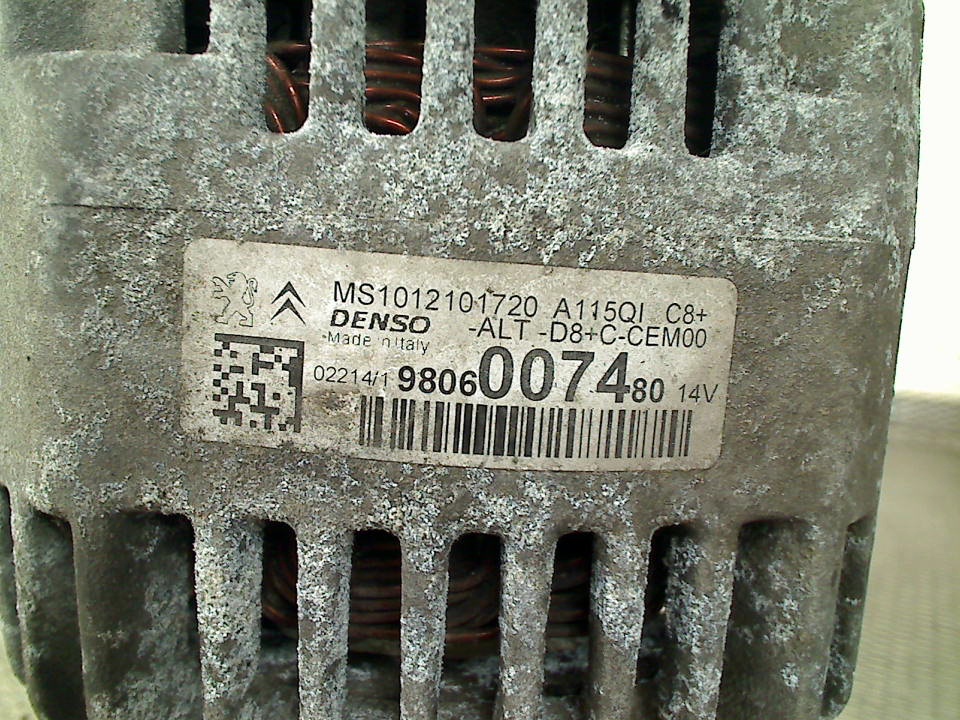 MS1012101720 A115QI C8+
DENSO -ALT -D8+C-CEM00
-Made in Italy
02214/1 9806007480 14V